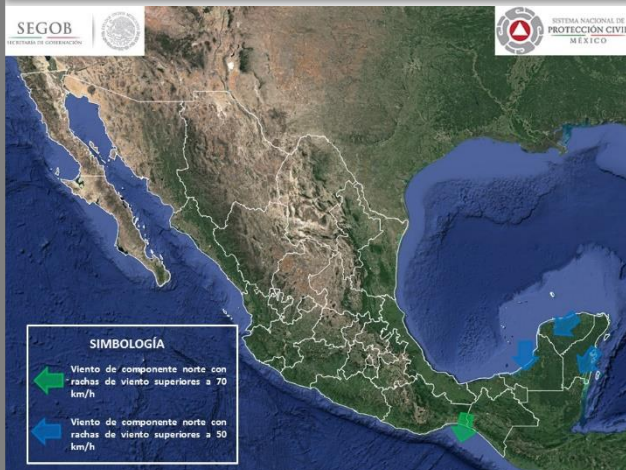 SEGOB
SECRETARÍA DE GOBERNACIÓN
SISTEMA NACIONAL DE
PROTECCIÓN CIVIL
MÉXICO
SIMBOLOGÍA
Viento de componente norte con
rachas de viento superiores a 70
km/h
Viento de componente norte con
rachas de viento superiores a 50
km/h